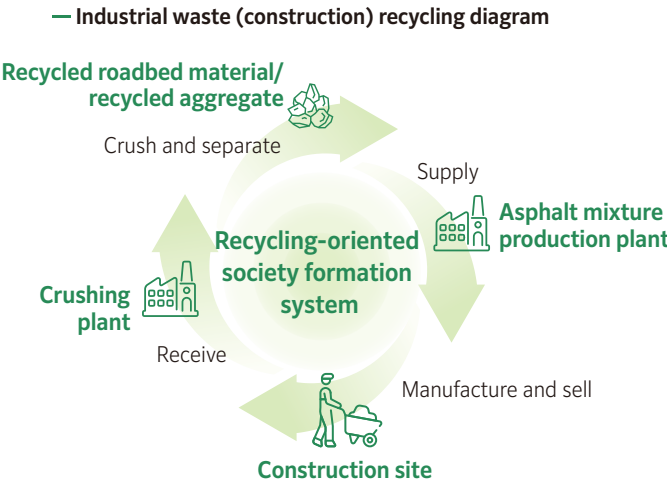 — Industrial waste (construction) recycling diagram
Recycled roadbed material/
recycled aggregate
Crush and separate
Supply
Asphalt mixture
production plant
Recycling-oriented
society formation
system
Crushing
plant
Receive
Manufacture and sell
Construction site